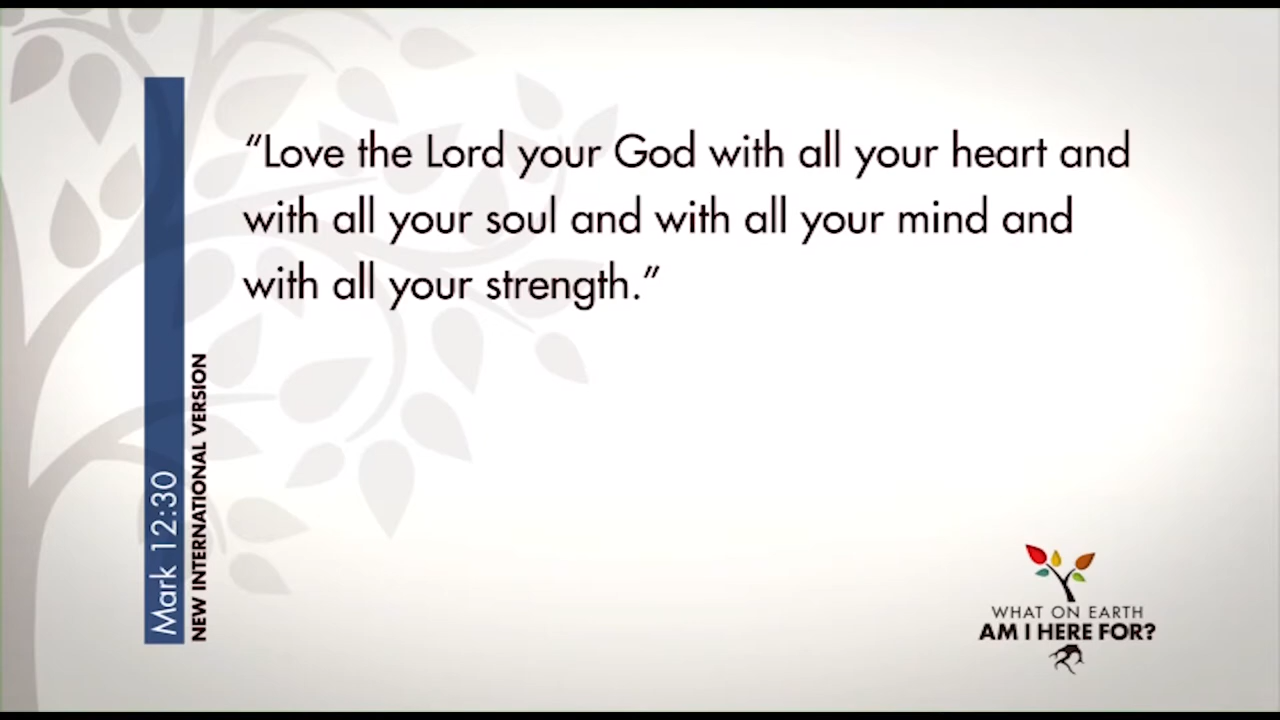 “Love the Lord your God with all your heart and
with all your soul and with all your mind and
with all your strength.”
Mark 12:30
NEW INTERNATIONAL VERSION
WHAT ON EARTH
AM I HERE FOR?